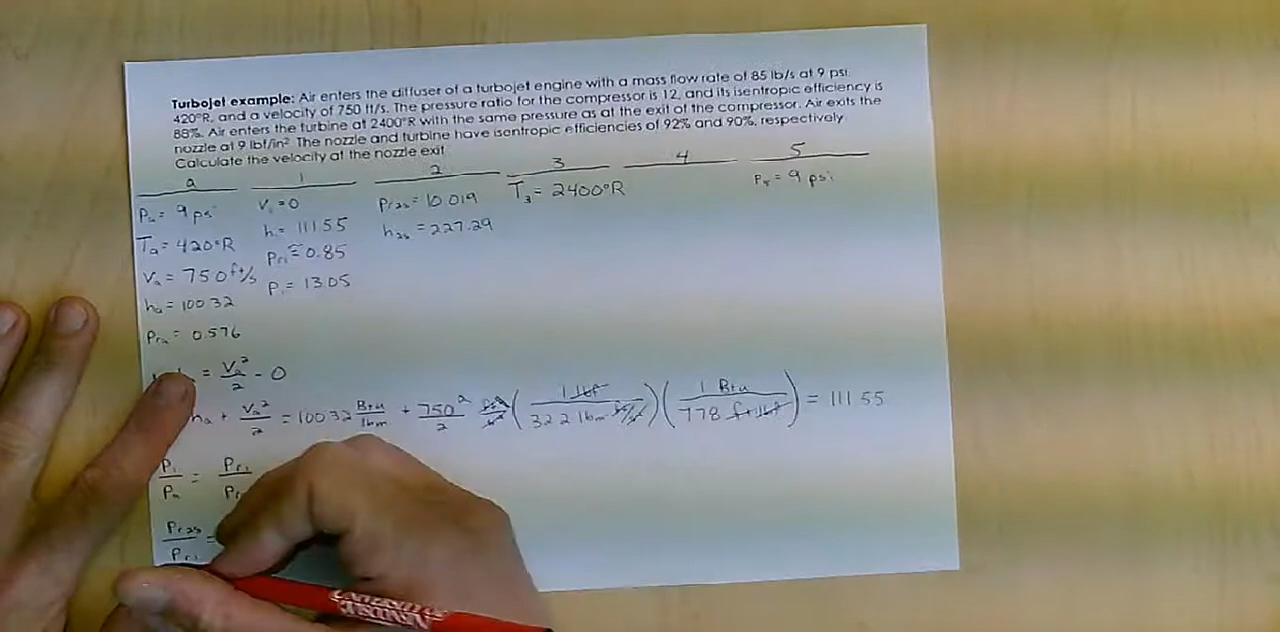 Turbojet example: Air enters the diffuser of a turbojet engine with a mass flow rate of 85 lb/s at 9 psi,
420°R, and a velocity of 750 ft/s. The pressure ratio for the compressor is 12, and its isentropic efficiency is
88%. Air enters the turbine at 2400°R with the same pressure as at the exit of the compressor. Air exits the
nozzle at 9 lbf/in². The nozzle and turbine have isentropic efficiencies of 92% and 90%, respectively
Calculate the velocity at the nozzle exit
a 1 2 3 4 5
Pa = 9 psi V1 = 0 Pr2s = 10.019 T3 = 2400°R P5 = 9 psi
Ta = 420°R h1 = 111.55 h2s = 227.29
Va = 750 ft/s Pr1 ≅ 0.85
ha = 100.32 P1 = 13.05
Pra = 0.576
= Va²/2 - 0
ha + Va²/2 = 100.32 Btu/lbm + 750²/2 ft²/s² (1 lbf / 32.2 lbm ft/s²) (1 Btu / 778 ft·lbf) = 111.55
P1/Pa = Pr1/
Pr2s/Pr1 =